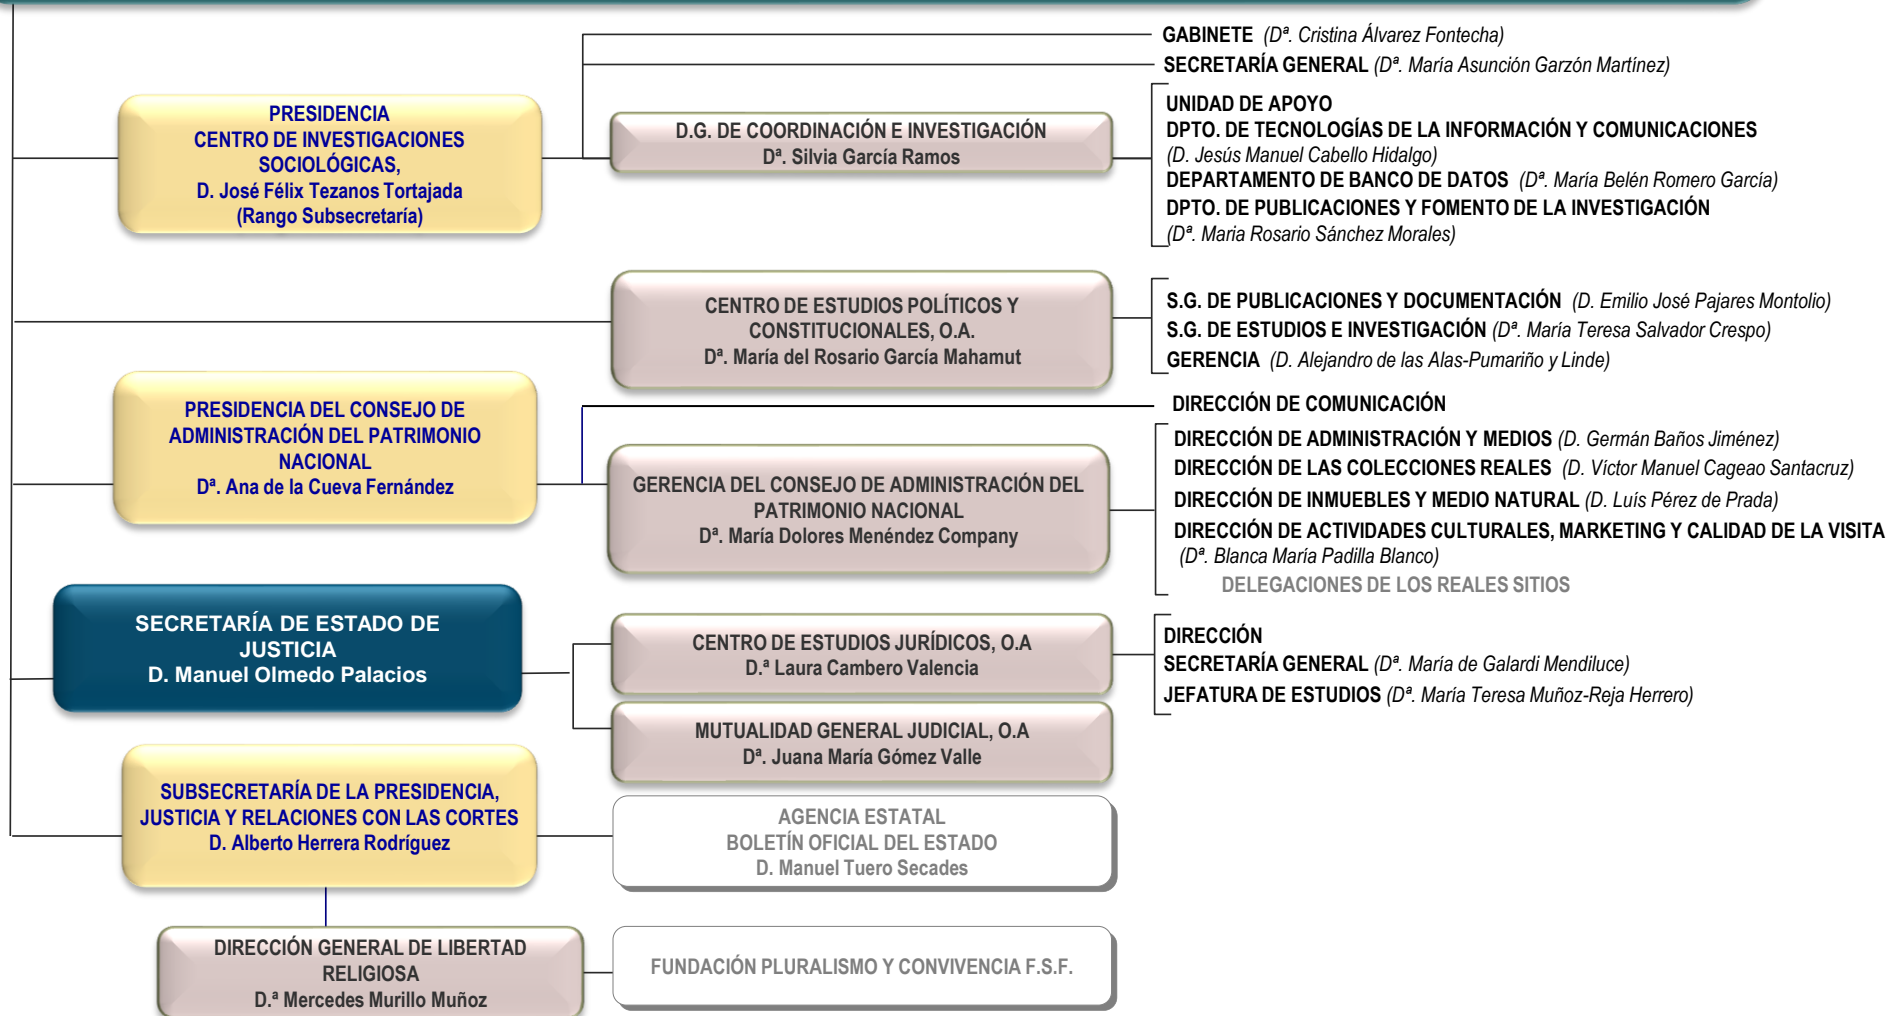 GABINETE (Dª. Cristina Álvarez Fontecha)
SECRETARÍA GENERAL (Dª. María Asunción Garzón Martínez)
PRESIDENCIA
CENTRO DE INVESTIGACIONES
SOCIOLÓGICAS,
D. José Félix Tezanos Tortajada
(Rango Subsecretaría)
D.G. DE COORDINACIÓN E INVESTIGACIÓN
Dª. Silvia García Ramos
UNIDAD DE APOYO
DPTO. DE TECNOLOGÍAS DE LA INFORMACIÓN Y COMUNICACIONES
(D. Jesús Manuel Cabello Hidalgo)
DEPARTAMENTO DE BANCO DE DATOS (Dª. María Belén Romero García)
DPTO. DE PUBLICACIONES Y FOMENTO DE LA INVESTIGACIÓN
(Dª. Maria Rosario Sánchez Morales)
CENTRO DE ESTUDIOS POLÍTICOS Y
CONSTITUCIONALES, O.A.
Dª. María del Rosario García Mahamut
S.G. DE PUBLICACIONES Y DOCUMENTACIÓN (D. Emilio José Pajares Montolio)
S.G. DE ESTUDIOS E INVESTIGACIÓN (Dª. María Teresa Salvador Crespo)
GERENCIA (D. Alejandro de las Alas-Pumariño y Linde)
PRESIDENCIA DEL CONSEJO DE
ADMINISTRACIÓN DEL PATRIMONIO
NACIONAL
Dª. Ana de la Cueva Fernández
DIRECCIÓN DE COMUNICACIÓN
GERENCIA DEL CONSEJO DE ADMINISTRACIÓN DEL
PATRIMONIO NACIONAL
Dª. María Dolores Menéndez Company
DIRECCIÓN DE ADMINISTRACIÓN Y MEDIOS (D. Germán Baños Jiménez)
DIRECCIÓN DE LAS COLECCIONES REALES (D. Víctor Manuel Cageao Santacruz)
DIRECCIÓN DE INMUEBLES Y MEDIO NATURAL (D. Luís Pérez de Prada)
DIRECCIÓN DE ACTIVIDADES CULTURALES, MARKETING Y CALIDAD DE LA VISITA
(Dª. Blanca María Padilla Blanco)
DELEGACIONES DE LOS REALES SITIOS
SECRETARÍA DE ESTADO DE
JUSTICIA
D. Manuel Olmedo Palacios
CENTRO DE ESTUDIOS JURÍDICOS, O.A
D.ª Laura Cambero Valencia
DIRECCIÓN
SECRETARÍA GENERAL (Dª. María de Galardi Mendiluce)
JEFATURA DE ESTUDIOS (Dª. María Teresa Muñoz-Reja Herrero)
MUTUALIDAD GENERAL JUDICIAL, O.A
Dª. Juana María Gómez Valle
SUBSECRETARÍA DE LA PRESIDENCIA,
JUSTICIA Y RELACIONES CON LAS CORTES
D. Alberto Herrera Rodríguez
AGENCIA ESTATAL
BOLETÍN OFICIAL DEL ESTADO
D. Manuel Tuero Secades
DIRECCIÓN GENERAL DE LIBERTAD
RELIGIOSA
D.ª Mercedes Murillo Muñoz
FUNDACIÓN PLURALISMO Y CONVIVENCIA F.S.F.